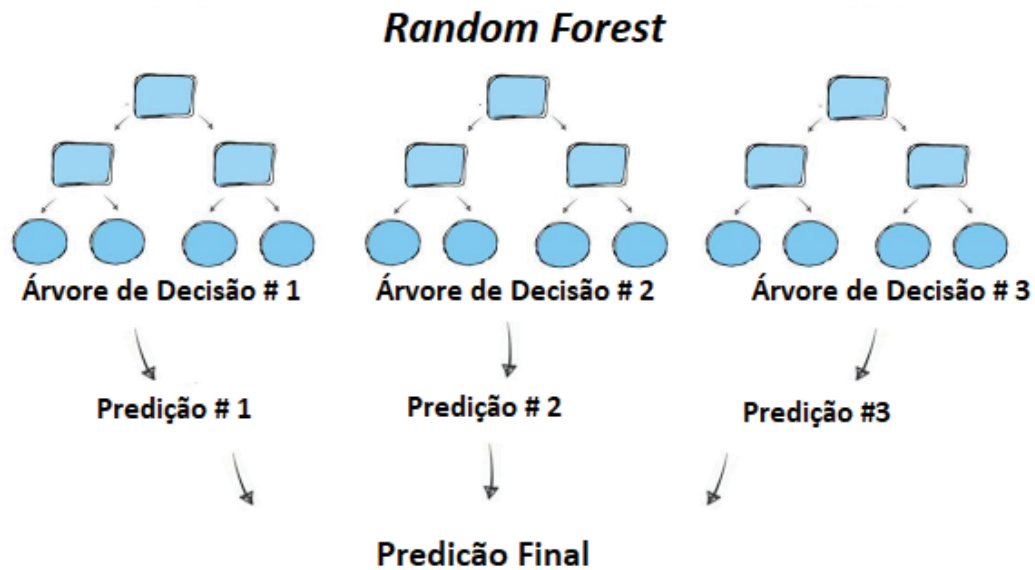 Random Forest
Árvore de Decisão # 1
Árvore de Decisão # 2
Árvore de Decisão # 3
Predição # 1
Predição # 2
Predição #3
Predicão Final